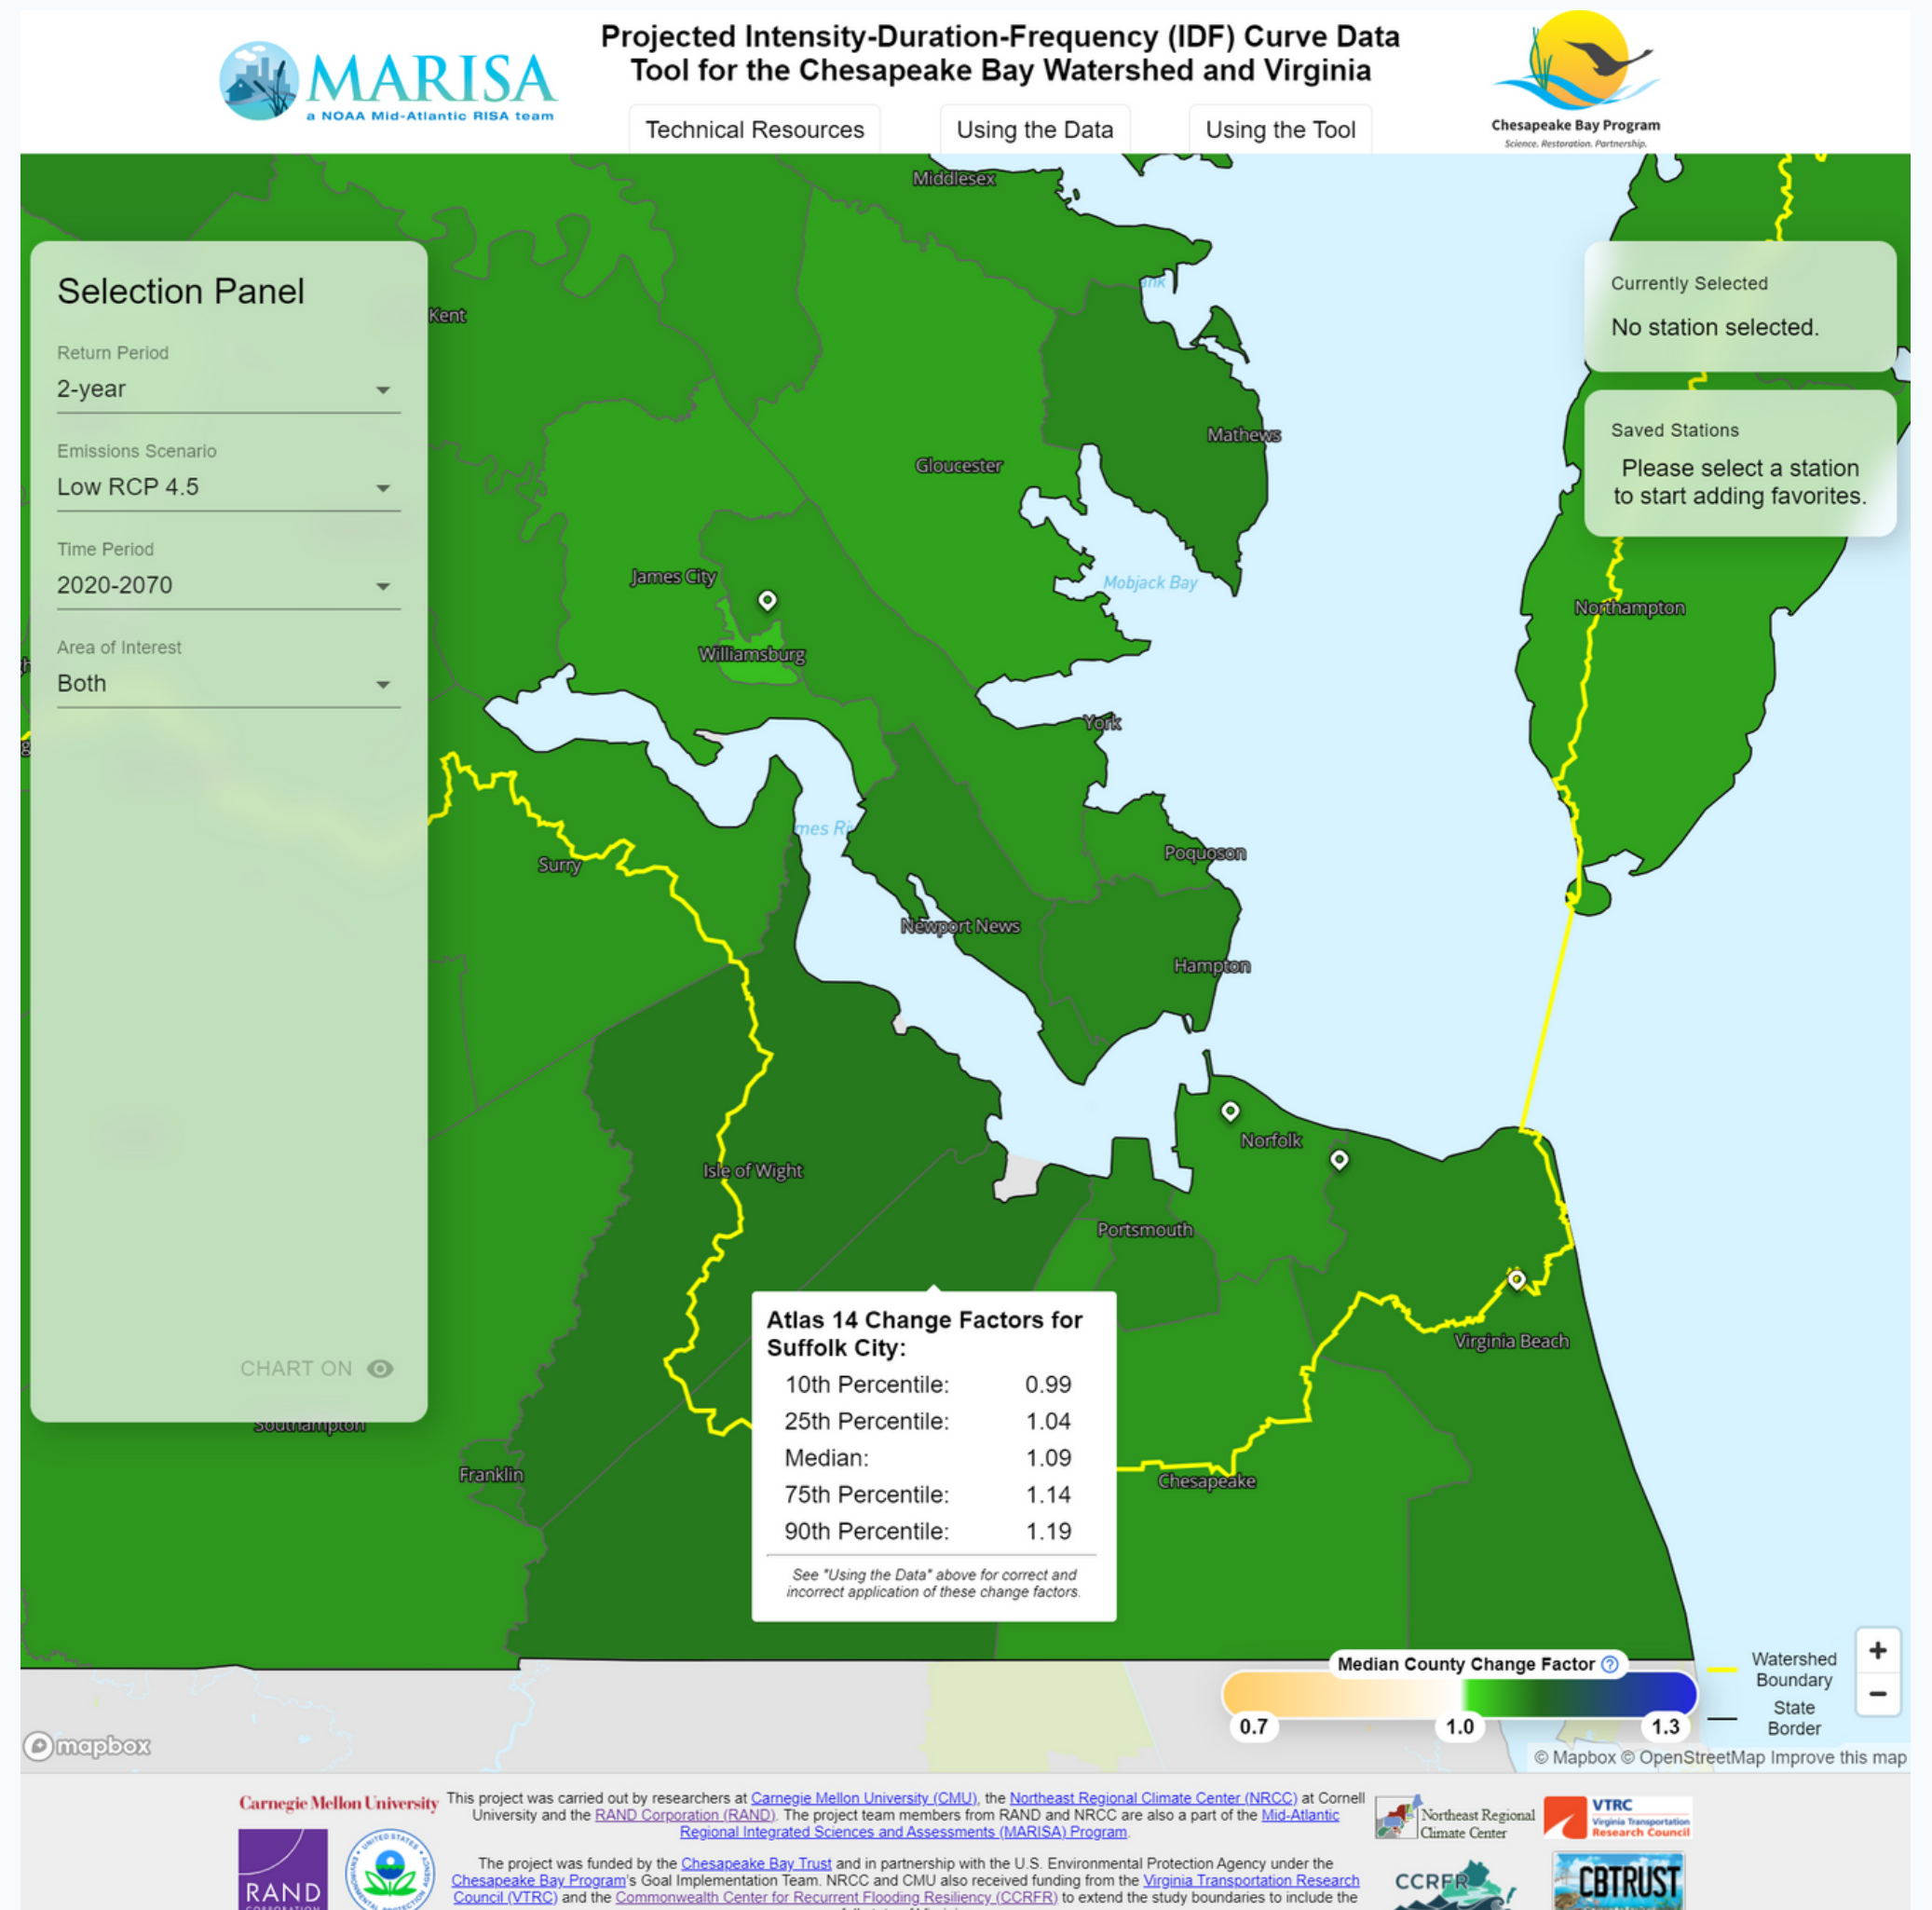 MARISA
a NOAA Mid-Atlantic RISA team
Projected Intensity-Duration-Frequency (IDF) Curve Data
Tool for the Chesapeake Bay Watershed and Virginia
Technical Resources
Using the Data
Using the Tool
Chesapeake Bay Program
Science. Restoration. Partnership.
Selection Panel
Return Period
2-year
Emissions Scenario
Low RCP 4.5
Time Period
2020-2070
Area of Interest
Both
CHART ON
Currently Selected
No station selected.
Saved Stations
Please select a station
to start adding favorites.
Middlesex
Kent
Mathews
Gloucester
James City
Mobjack Bay
Northampton
Williamsburg
York
Surry
Poquoson
Newport News
Hampton
Norfolk
Isle of Wight
Portsmouth
Virginia Beach
Southampton
Franklin
Chesapeake
Atlas 14 Change Factors for
Suffolk City:
10th Percentile: 0.99
25th Percentile: 1.04
Median: 1.09
75th Percentile: 1.14
90th Percentile: 1.19
See "Using the Data" above for correct and
incorrect application of these change factors.
Median County Change Factor ?
0.7 1.0 1.3
Watershed
Boundary
State
Border
+
−
mapbox
© Mapbox © OpenStreetMap Improve this map
Carnegie Mellon University
RAND
This project was carried out by researchers at Carnegie Mellon University (CMU), the Northeast Regional Climate Center (NRCC) at Cornell
University and the RAND Corporation (RAND). The project team members from RAND and NRCC are also a part of the Mid-Atlantic
Regional Integrated Sciences and Assessments (MARISA) Program.
The project was funded by the Chesapeake Bay Trust and in partnership with the U.S. Environmental Protection Agency under the
Chesapeake Bay Program's Goal Implementation Team. NRCC and CMU also received funding from the Virginia Transportation Research
Council (VTRC) and the Commonwealth Center for Recurrent Flooding Resiliency (CCRFR) to extend the study boundaries to include the
Northeast Regional
Climate Center
VTRC
Virginia Transportation
Research Council
CCRFR
CBTRUST